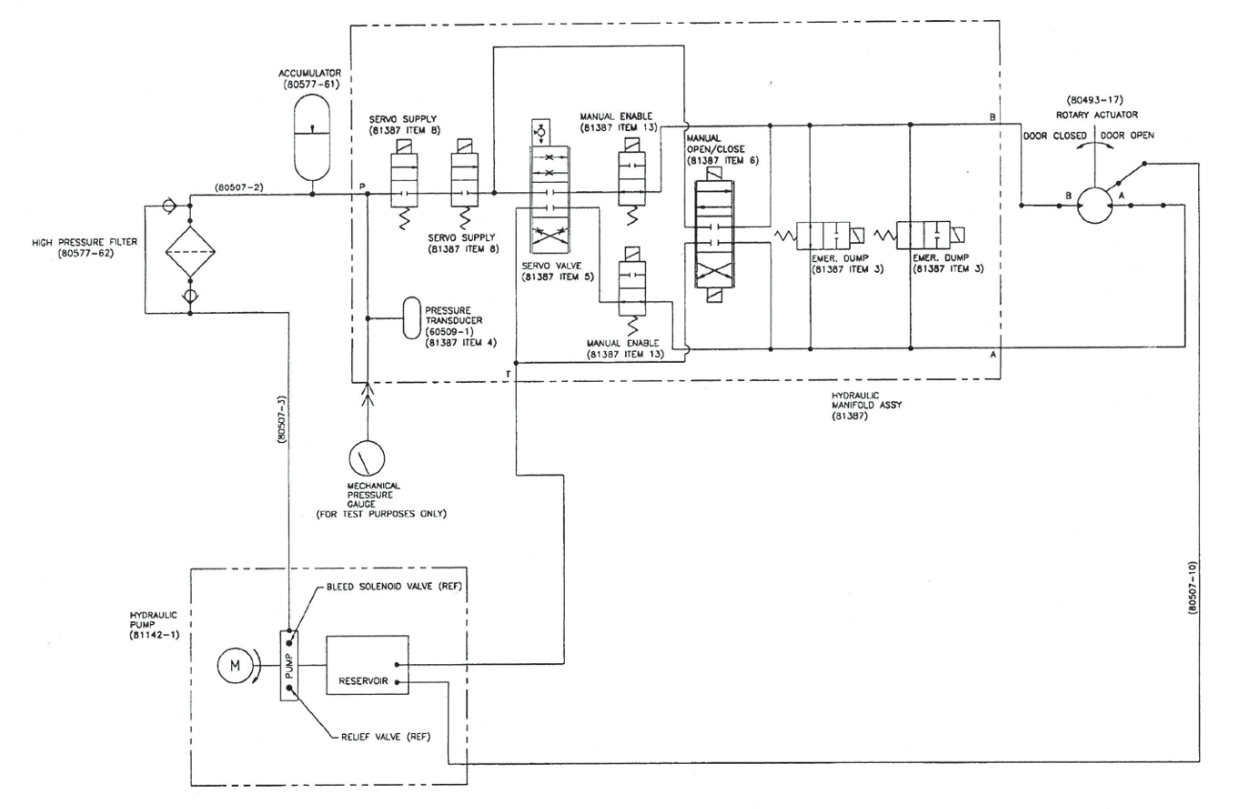 ACCUMULATOR
(80577-61)
SERVO SUPPLY
(81387 ITEM 8)
MANUAL ENABLE
(81387 ITEM 13)
MANUAL
OPEN/CLOSE
(81387 ITEM 6)
B
(80493-17)
ROTARY ACTUATOR
DOOR CLOSED
DOOR OPEN
(80507-2)
P
B
A
HIGH PRESSURE FILTER
(80577-62)
SERVO SUPPLY
(81387 ITEM 8)
SERVO VALVE
(81387 ITEM 5)
EMER. DUMP
(81387 ITEM 3)
EMER. DUMP
(81387 ITEM 3)
PRESSURE
TRANSDUCER
(60509-1)
(81387 ITEM 4)
MANUAL ENABLE
(81387 ITEM 13)
A
T
HYDRAULIC
MANIFOLD ASSY
(81387)
(80507-3)
MECHANICAL
PRESSURE
GAUGE
(FOR TEST PURPOSES ONLY)
(80507-10)
BLEED SOLENOID VALVE (REF)
HYDRAULIC
PUMP
(81142-1)
M
PUMP
RESERVOIR
RELIEF VALVE (REF)